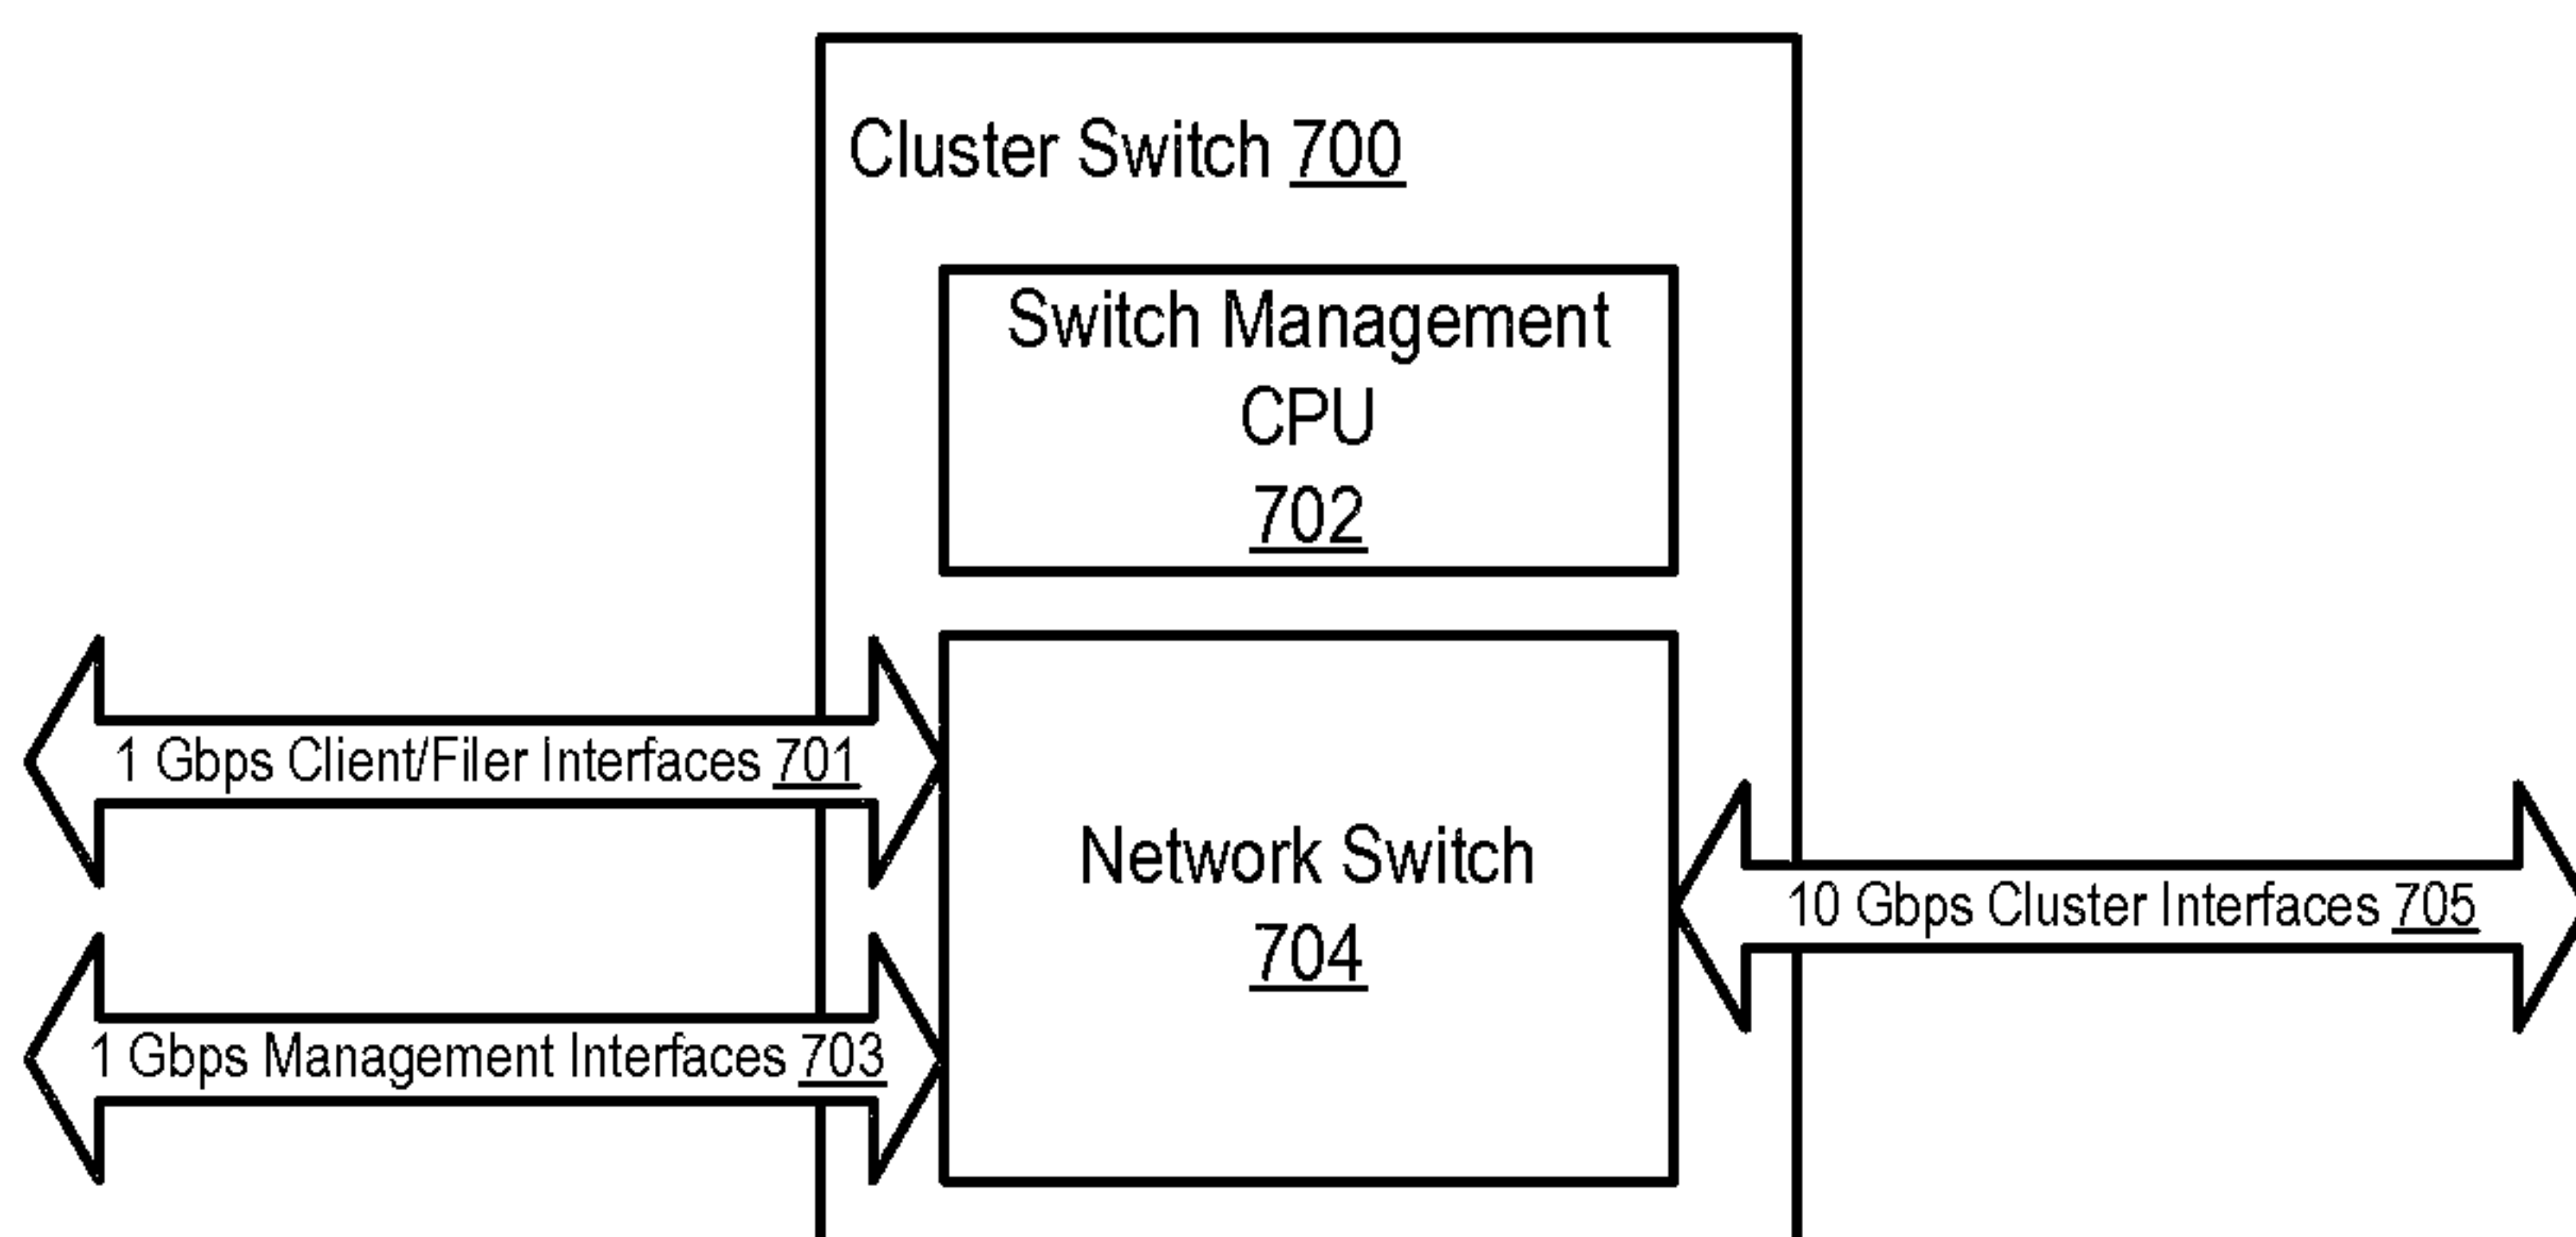 Cluster Switch 700
Switch Management
CPU
702
1 Gbps Client/Filer Interfaces 701
Network Switch
704
10 Gbps Cluster Interfaces 705
1 Gbps Management Interfaces 703